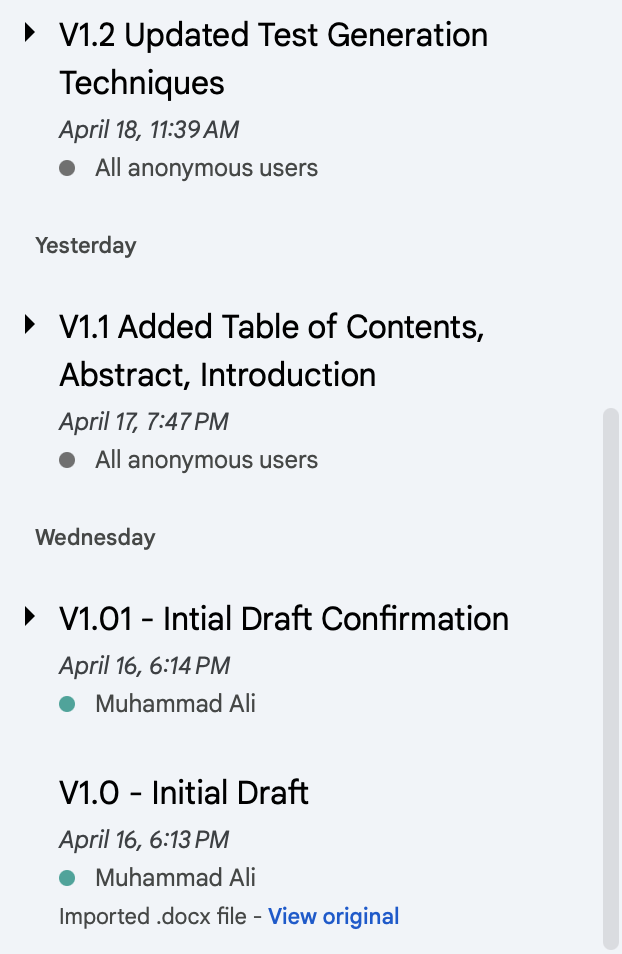 V1.2 Updated Test Generation
Techniques
April 18, 11:39 AM
All anonymous users
Yesterday
V1.1 Added Table of Contents,
Abstract, Introduction
April 17, 7:47 PM
All anonymous users
Wednesday
V1.01 - Intial Draft Confirmation
April 16, 6:14 PM
Muhammad Ali
V1.0 - Initial Draft
April 16, 6:13 PM
Muhammad Ali
Imported .docx file - View original